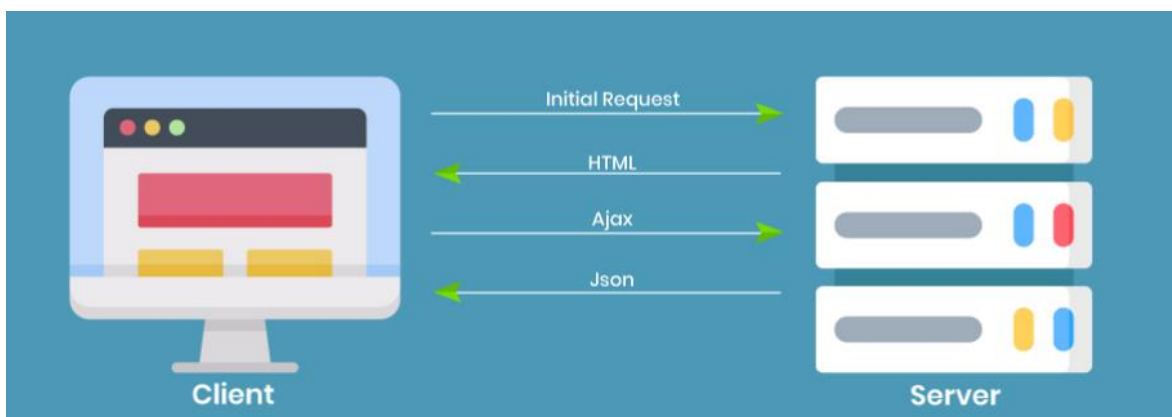 Initial Request
HTML
Ajax
Json
Client
Server